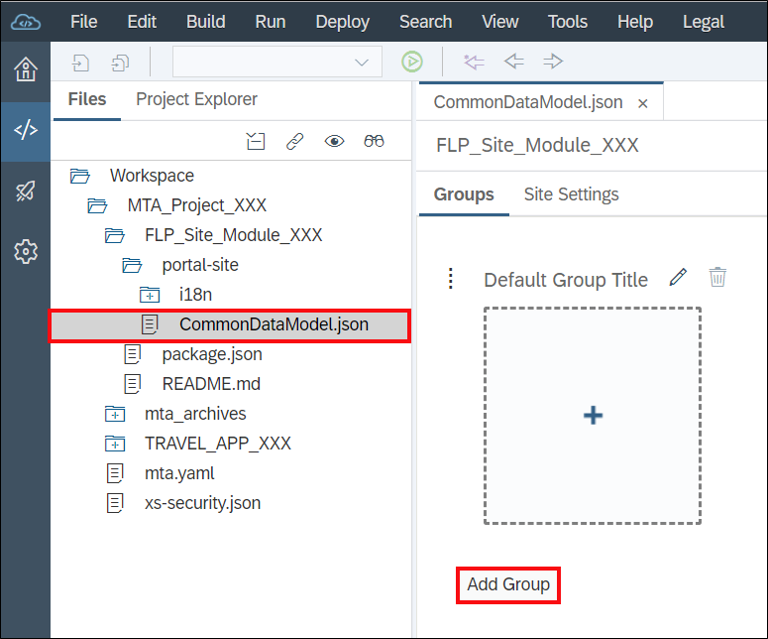 File Edit Build Run Deploy Search View Tools Help Legal
Files Project Explorer
Workspace
MTA_Project_XXX
FLP_Site_Module_XXX
portal-site
i18n
CommonDataModel.json
package.json
README.md
mta_archives
TRAVEL_APP_XXX
mta.yaml
xs-security.json
CommonDataModel.json ×
FLP_Site_Module_XXX
Groups Site Settings
Default Group Title
Add Group